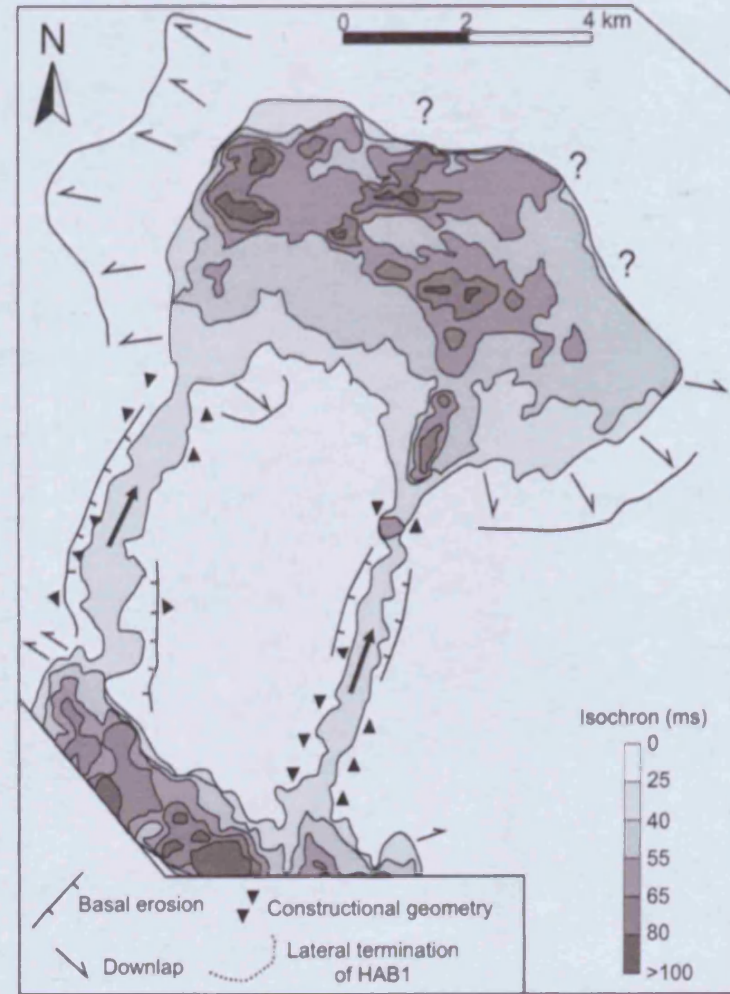 0 2 4 km
N
?
?
?
Isochron (ms)
0
25
40
55
65
80
>100
Basal erosion
Constructional geometry
Downlap
Lateral termination
of HAB1